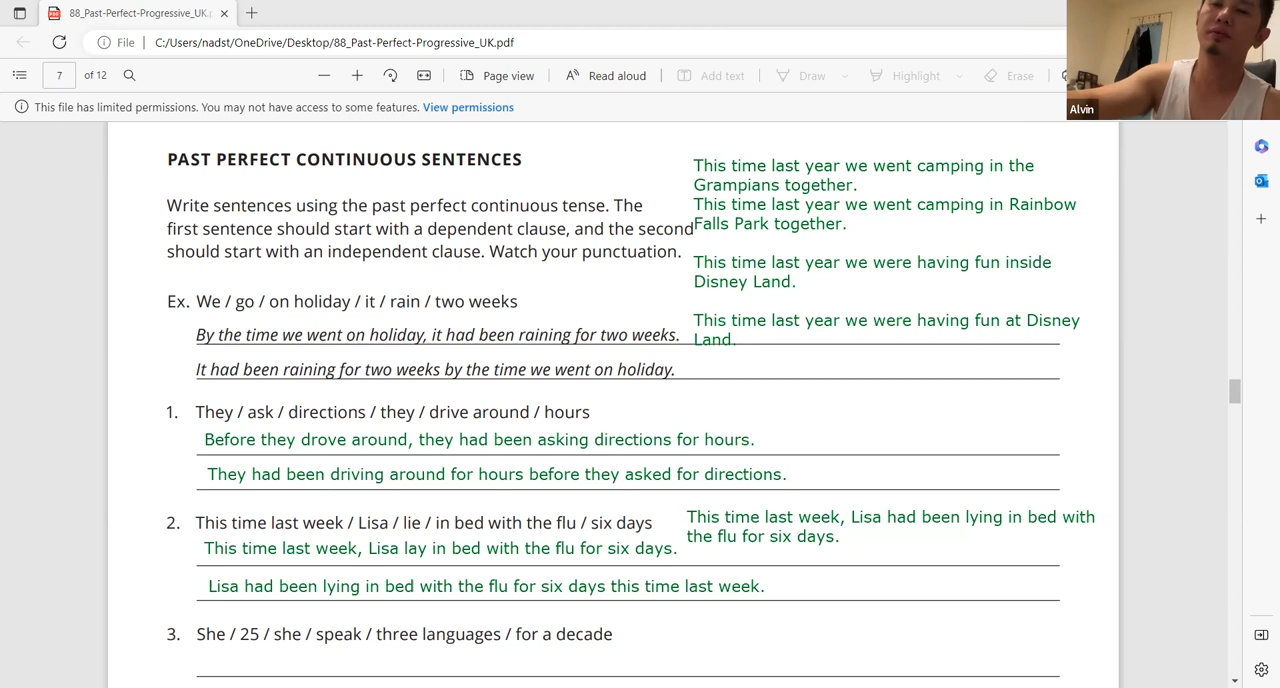 88_Past-Perfect-Progressive_UK.p
File
C:/Users/nadst/OneDrive/Desktop/88_Past-Perfect-Progressive_UK.pdf
7 of 12
Page view
Read aloud
Add text
Draw
Highlight
Erase
Alvin
This file has limited permissions. You may not have access to some features. View permissions
PAST PERFECT CONTINUOUS SENTENCES
Write sentences using the past perfect continuous tense. The
first sentence should start with a dependent clause, and the second
should start with an independent clause. Watch your punctuation.
This time last year we went camping in the
Grampians together.
This time last year we went camping in Rainbow
Falls Park together.
This time last year we were having fun inside
Disney Land.
This time last year we were having fun at Disney
Land.
Ex. We / go / on holiday / it / rain / two weeks
By the time we went on holiday, it had been raining for two weeks.
It had been raining for two weeks by the time we went on holiday.
1. They / ask / directions / they / drive around / hours
Before they drove around, they had been asking directions for hours.
They had been driving around for hours before they asked for directions.
2. This time last week / Lisa / lie / in bed with the flu / six days
This time last week, Lisa had been lying in bed with
the flu for six days.
This time last week, Lisa lay in bed with the flu for six days.
Lisa had been lying in bed with the flu for six days this time last week.
3. She / 25 / she / speak / three languages / for a decade